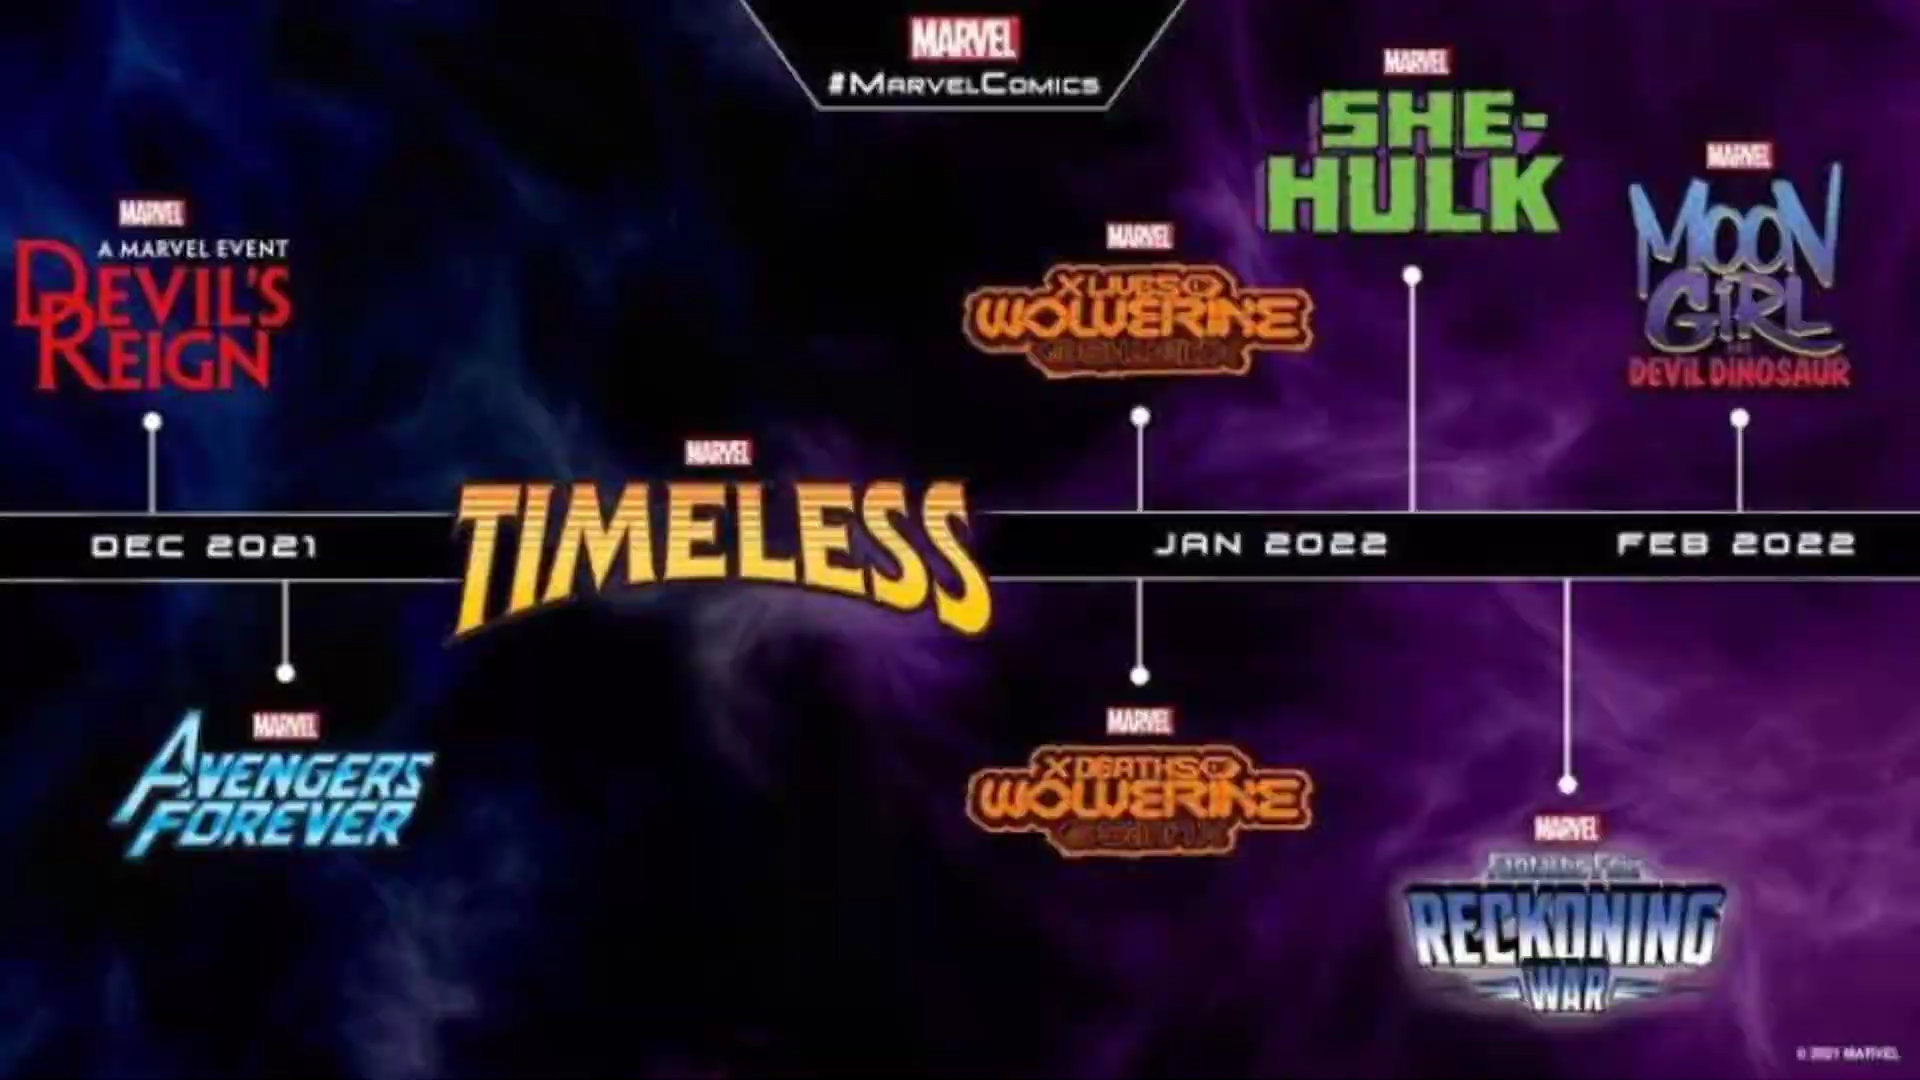 MARVEL
#MARVELCOMICS
MARVEL
SHE-
HULK
MARVEL
MOON
GIRL
DEVIL DINOSAUR
MARVEL
A MARVEL EVENT
DEVIL'S
REIGN
MARVEL
X LIVES OF
WOLVERINE
MARVEL
TIMELESS
DEC 2021
JAN 2022
FEB 2022
MARVEL
AVENGERS
FOREVER
MARVEL
X DEATHS OF
WOLVERINE
MARVEL
Fantastic Four
RECKONING
WAR
© 2021 MARVEL